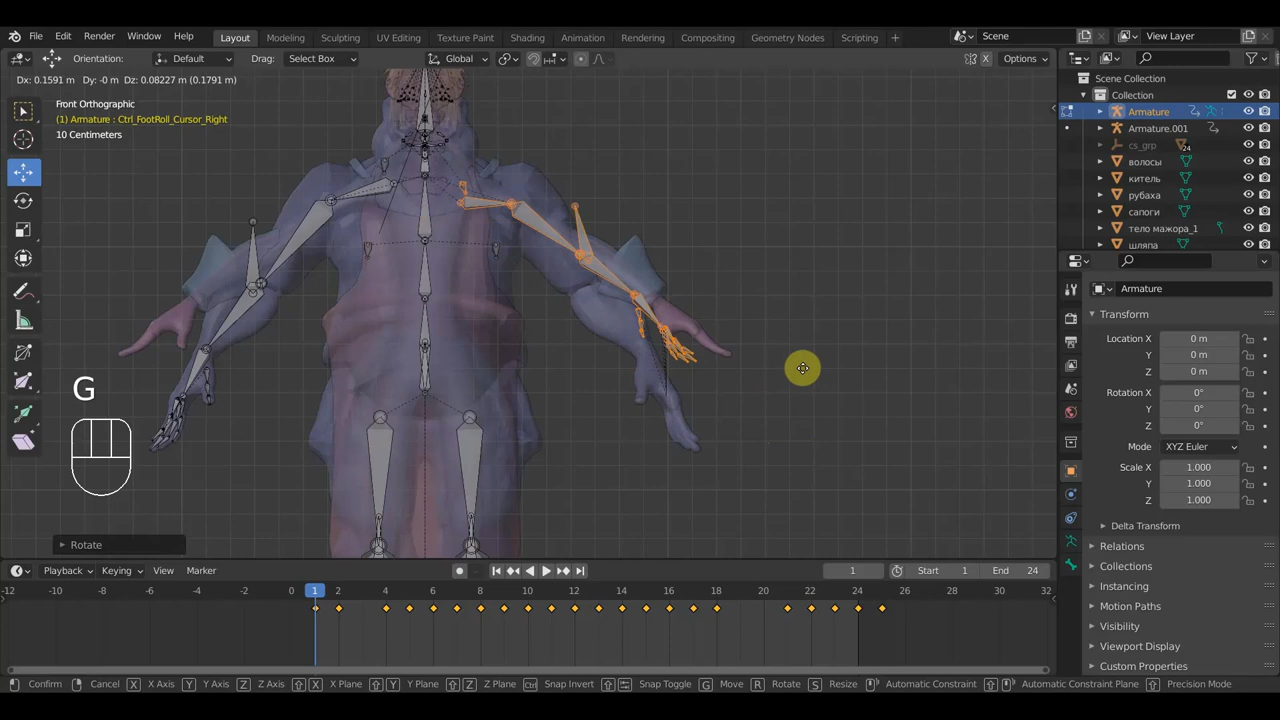 File Render Window Help Layout Modeling Sculpting UV Editing Texture Paint Shading Animation Rendering Compositing Geometry Nodes Scripting + Scene View Layer
Orientation: Default Drag: Select Box Global X Options
Dx: 0.1591 m Dy: -0 m Dz: 0.08227 m (0.1791 m)
Front Orthographic
(1) Armature : Ctrl_FootRoll_Cursor_Right
10 Centimeters
G
Rotate
Scene Collection
Collection
Armature
Armature.001
cs_grp 24
волосы
китель
рубаха
сапоги
тело мажора_1
шляпа
Armature
Transform
Location X 0 m
Y 0 m
Z 0 m
Rotation X 0°
Y 0°
Z 0°
Mode XYZ Euler
Scale X 1.000
Y 1.000
Z 1.000
Delta Transform
Relations
Collections
Instancing
Motion Paths
Visibility
Viewport Display
Custom Properties
Playback Keying View Marker 1 Start 1 End 24
-12 -10 -8 -6 -4 -2 0 1 2 4 6 8 10 12 14 16 18 20 22 24 26 28 30 32
Confirm Cancel X X Axis Y Y Axis Z Z Axis X X Plane Y Y Plane Z Z Plane Ctrl Snap Invert Snap Toggle G Move R Rotate S Resize Automatic Constraint Automatic Constraint Plane Precision Mode